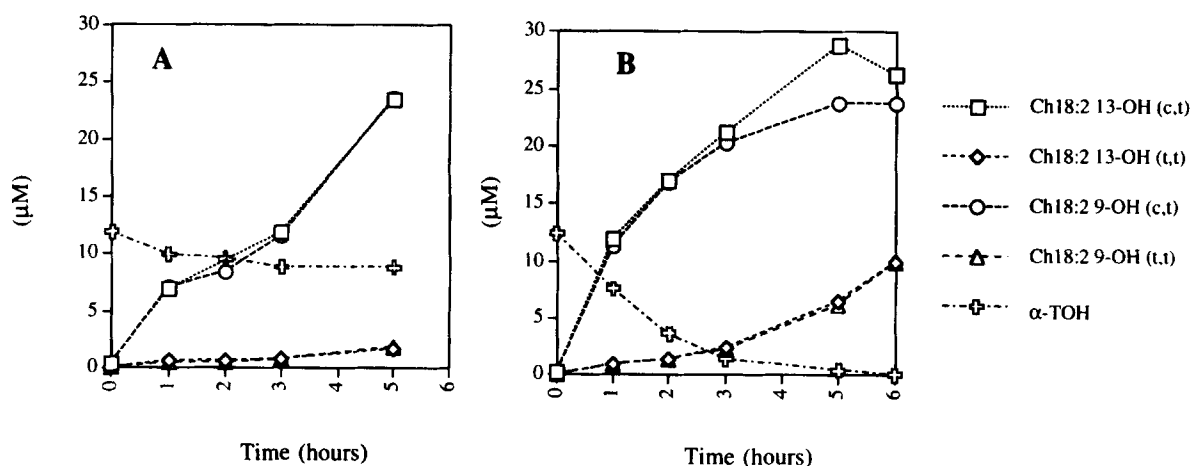 A
30
25
20
15
10
5
0
(μM)
0 1 2 3 4 5 6
Time (hours)
B
30
25
20
15
10
5
0
(μM)
0 1 2 3 4 5 6
Time (hours)
Ch18:2 13-OH (c,t)
Ch18:2 13-OH (t,t)
Ch18:2 9-OH (c,t)
Ch18:2 9-OH (t,t)
α-TOH